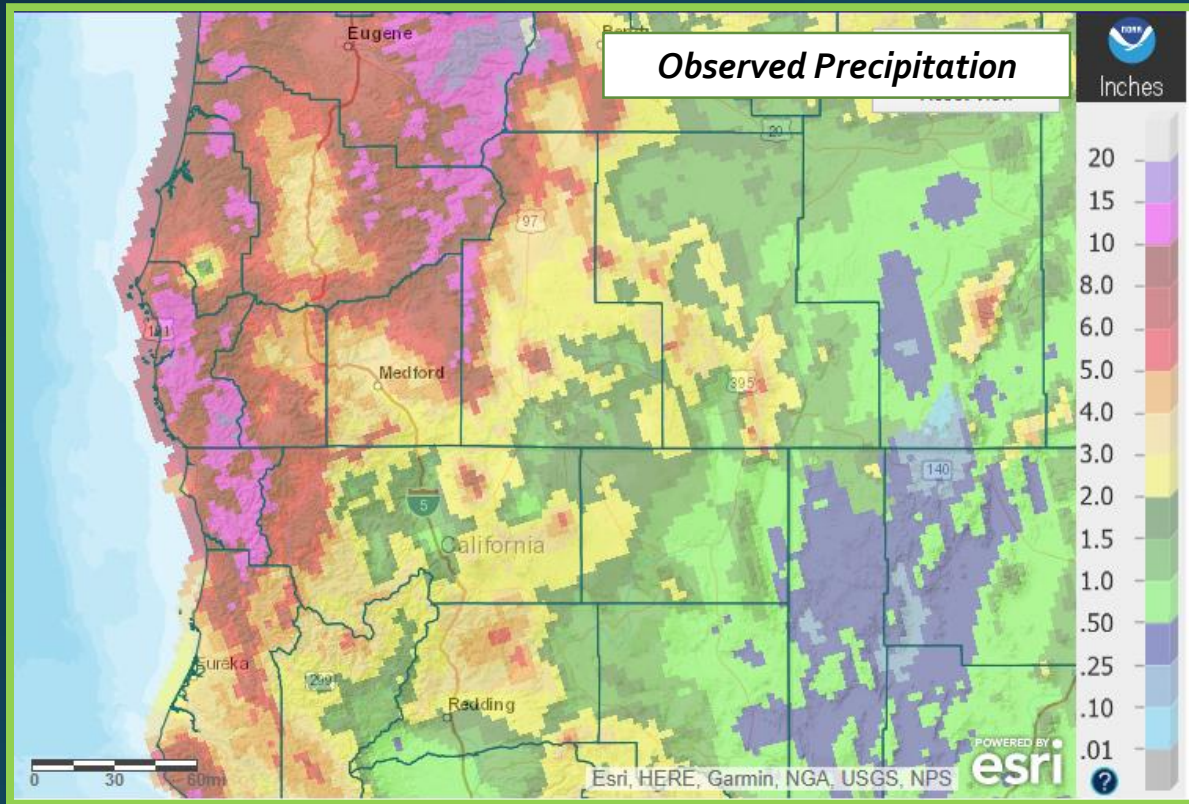 Eugene
Observed Precipitation
NOAA
Inches
20
97
101
Medford
395
140
5
California
Eureka
299
Redding
20
15
10
8.0
6.0
5.0
4.0
3.0
2.0
1.5
1.0
.50
.25
.10
.01
?
0 30 60mi
POWERED BY
esri
Esri, HERE, Garmin, NGA, USGS, NPS